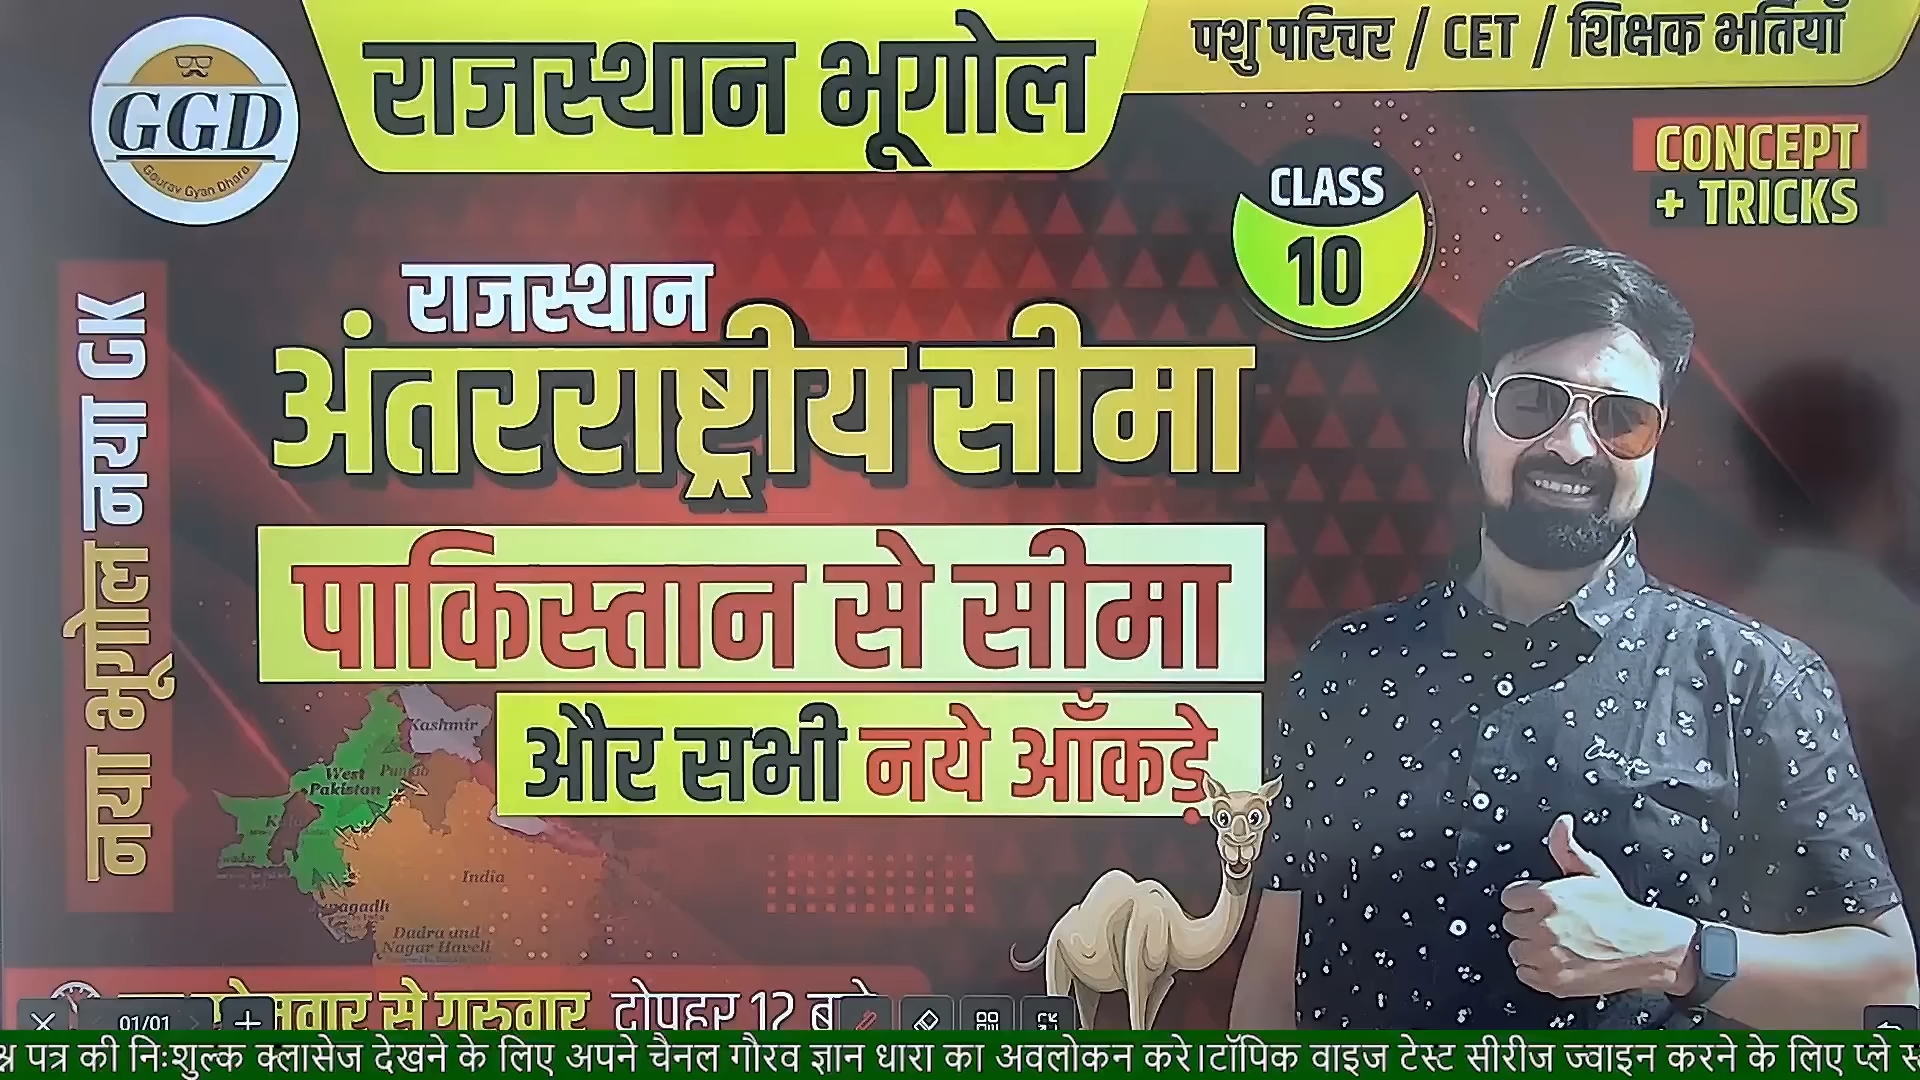 राजस्थान भूगोल
पशु परिचर / CET / शिक्षक भर्तियाँ
GGD
Gourav Gyan Dhara
CONCEPT
+ TRICKS
CLASS
10
नया भूगोल नया GK
राजस्थान
अंतरराष्ट्रीय सीमा
पाकिस्तान से सीमा
और सभी नये आँकड़े
Kashmir
West
Pakistan
Punjab
India
Dadra and
Nagar Haveli
से गुरुवार दोपहर 12
01/01
पत्र की निःशुल्क क्लासेज देखने के लिए अपने चैनल गौरव ज्ञान धारा का अवलोकन करे।टॉपिक वाइज टेस्ट सीरीज ज्वाइन करने के लिए प्ले